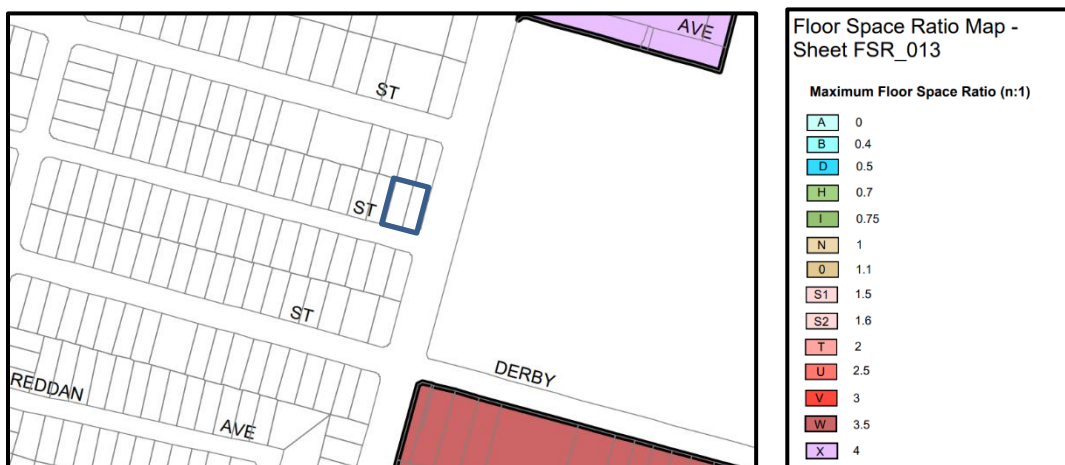 AVE
ST
ST
ST
DERBY
REDDAN
AVE
Floor Space Ratio Map -
Sheet FSR_013
Maximum Floor Space Ratio (n:1)
A 0
B 0.4
D 0.5
H 0.7
I 0.75
N 1
0 1.1
S1 1.5
S2 1.6
T 2
U 2.5
V 3
W 3.5
X 4